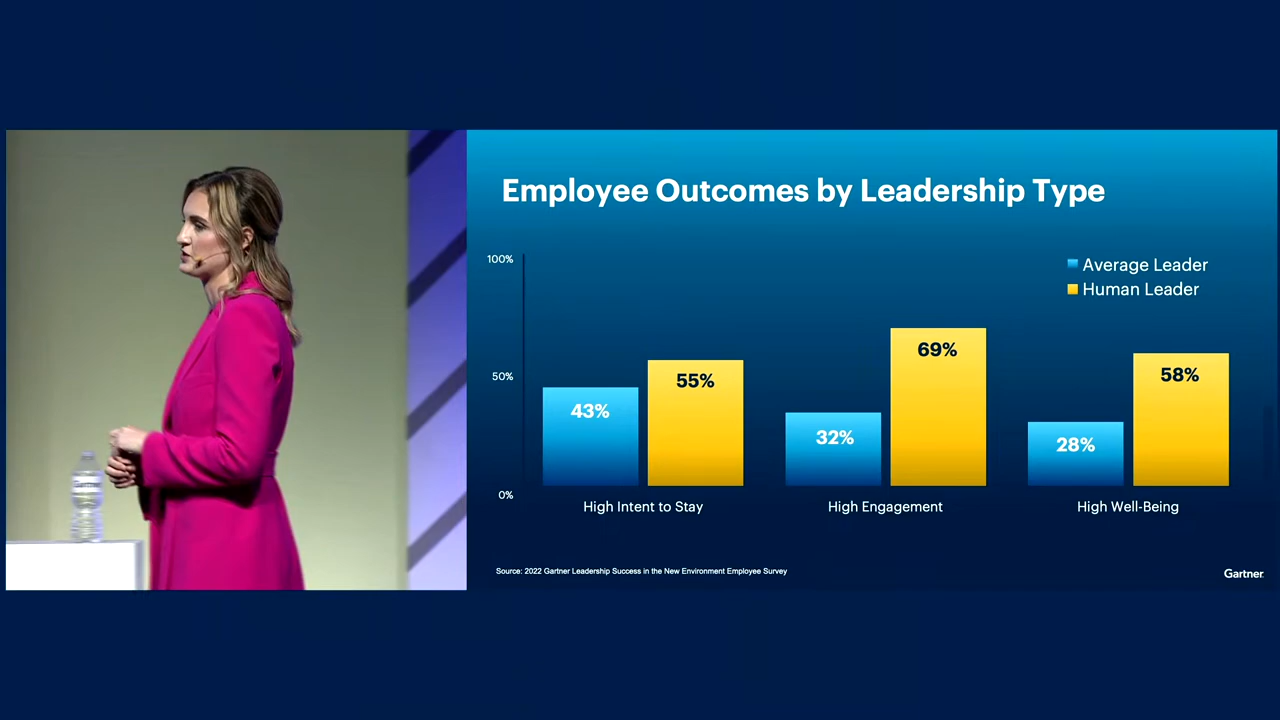 Employee Outcomes by Leadership Type
100%
50%
0%
Average Leader
Human Leader
43%
55%
32%
69%
28%
58%
High Intent to Stay
High Engagement
High Well-Being
Source: 2022 Gartner Leadership Success in the New Environment Employee Survey
Gartner